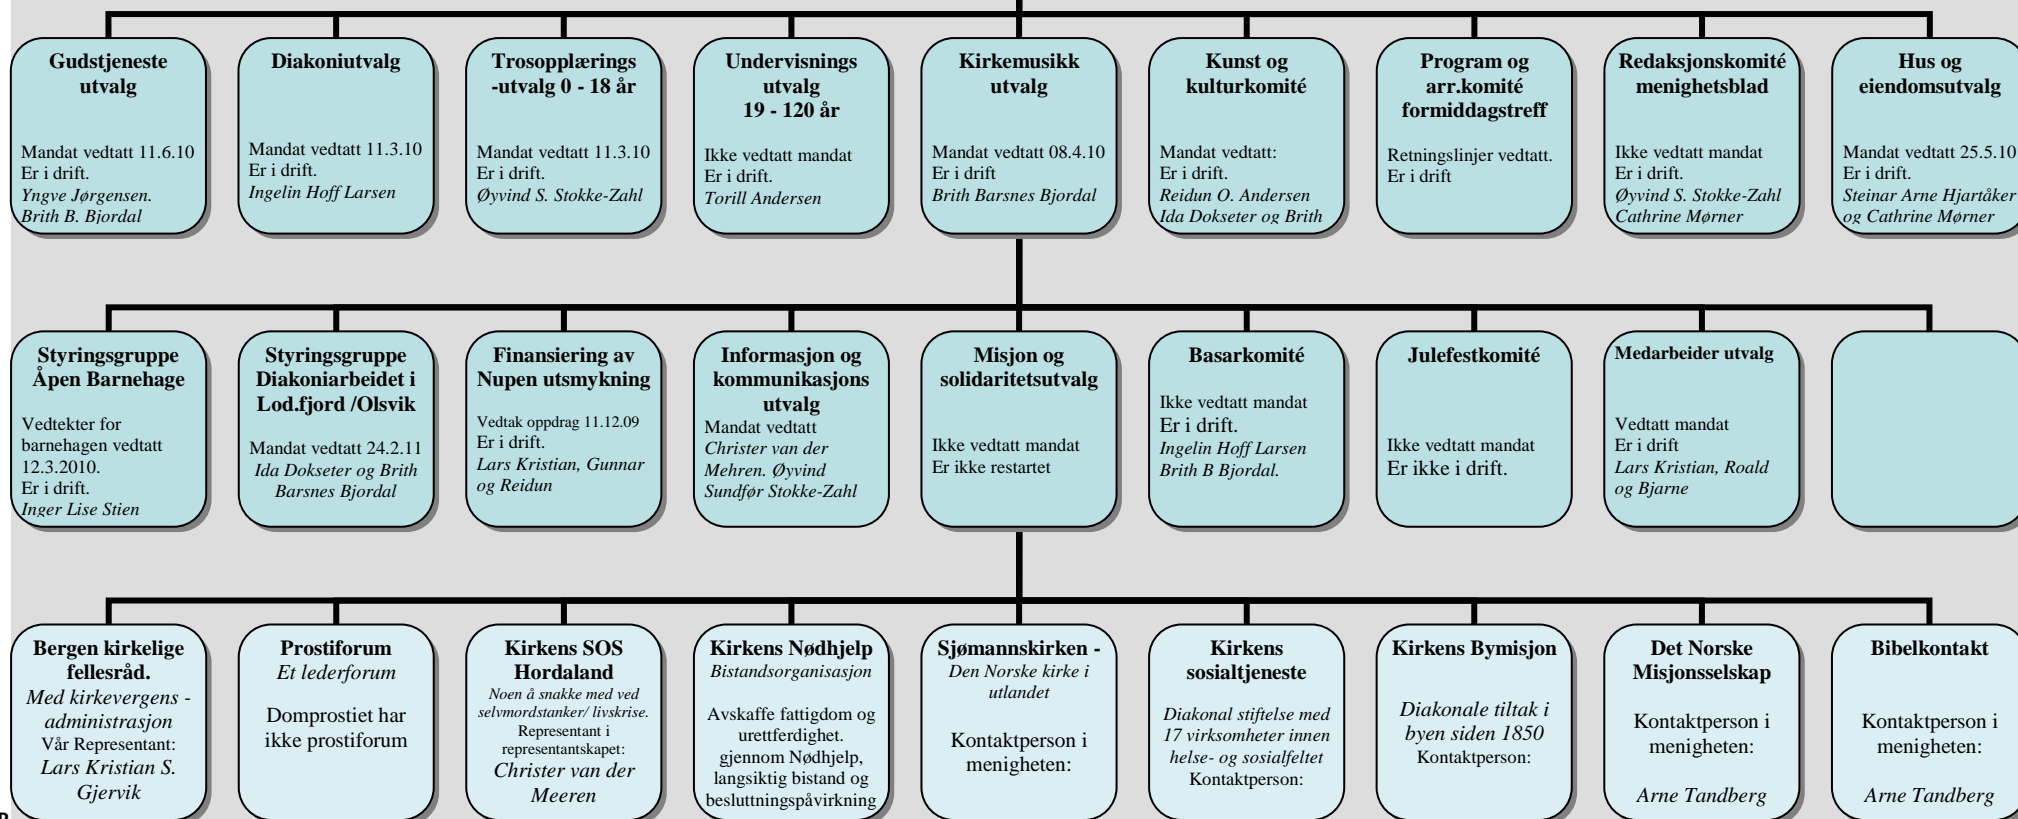 Gudstjeneste
utvalg
Mandat vedtatt 11.6.10
Er i drift.
Yngve Jørgensen.
Brith B. Bjordal
Diakoniutvalg
Mandat vedtatt 11.3.10
Er i drift.
Ingelin Hoff Larsen
Trosopplærings
-utvalg 0 - 18 år
Mandat vedtatt 11.3.10
Er i drift.
Øyvind S. Stokke-Zahl
Undervisnings
utvalg
19 - 120 år
Ikke vedtatt mandat
Er i drift.
Torill Andersen
Kirkemusikk
utvalg
Mandat vedtatt 08.4.10
Er i drift
Brith Barsnes Bjordal
Kunst og
kulturkomité
Mandat vedtatt:
Er i drift.
Reidun O. Andersen
Ida Dokseter og Brith
Program og
arr.komité
formiddagstreff
Retningslinjer vedtatt.
Er i drift
Redaksjonskomité
menighetsblad
Ikke vedtatt mandat
Er i drift.
Øyvind S. Stokke-Zahl
Cathrine Mørner
Hus og
eiendomsutvalg
Mandat vedtatt 25.5.10
Er i drift.
Steinar Arne Hjartåker
og Cathrine Mørner
Styringsgruppe
Åpen Barnehage
Vedtekter for
barnehagen vedtatt
12.3.2010.
Er i drift.
Inger Lise Stien
Styringsgruppe
Diakoniarbeidet i
Lod.fjord /Olsvik
Mandat vedtatt 24.2.11
Ida Dokseter og Brith
Barsnes Bjordal
Finansiering av
Nupen utsmykning
Vedtak oppdrag 11.12.09
Er i drift.
Lars Kristian, Gunnar
og Reidun
Informasjon og
kommunikasjons
utvalg
Mandat vedtatt
Christer van der
Mehren. Øyvind
Sundfør Stokke-Zahl
Misjon og
solidaritetsutvalg
Ikke vedtatt mandat
Er ikke restartet
Basarkomité
Ikke vedtatt mandat
Er i drift.
Ingelin Hoff Larsen
Brith B Bjordal.
Julefestkomité
Ikke vedtatt mandat
Er ikke i drift.
Medarbeider utvalg
Vedtatt mandat
Er i drift
Lars Kristian, Roald
og Bjarne
Bergen kirkelige
fellesråd.
Med kirkevergens -
administrasjon
Vår Representant:
Lars Kristian S.
Gjervik
Prostiforum
Et lederforum
Domprostiet har
ikke prostiforum
Kirkens SOS
Hordaland
Noen å snakke med ved
selvmordstanker/ livskrise.
Representant i
representantskapet:
Christer van der
Meeren
Kirkens Nødhjelp
Bistandsorganisasjon
Avskaffe fattigdom og
urettferdighet.
gjennom Nødhjelp,
langsiktig bistand og
besluttningspåvirkning
Sjømannskirken -
Den Norske kirke i
utlandet
Kontaktperson i
menigheten:
Kirkens
sosialtjeneste
Diakonal stiftelse med
17 virksomheter innen
helse- og sosialfeltet
Kontaktperson:
Kirkens Bymisjon
Diakonale tiltak i
byen siden 1850
Kontaktperson:
Det Norske
Misjonsselskap
Kontaktperson i
menigheten:
Arne Tandberg
Bibelkontakt
Kontaktperson i
menigheten:
Arne Tandberg